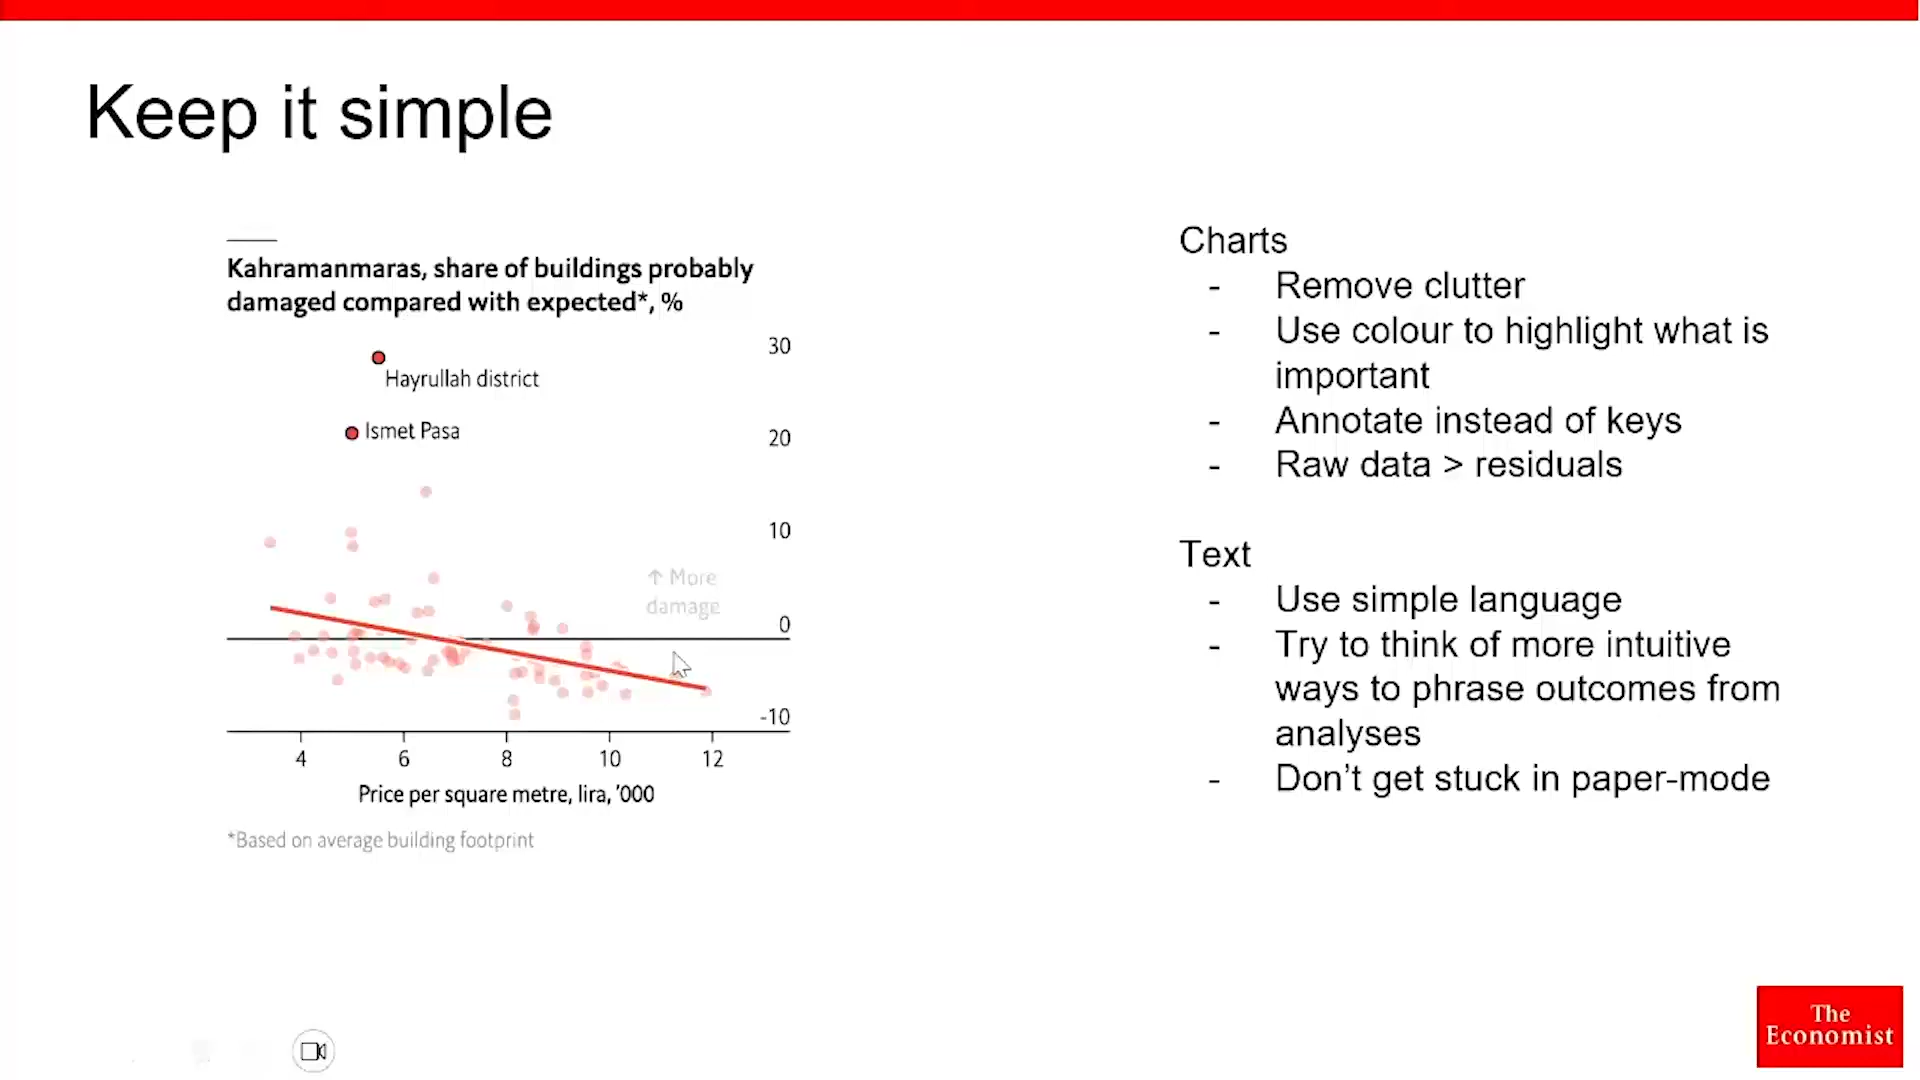 Keep it simple
Kahramanmaras, share of buildings probably
damaged compared with expected*, %
30
Hayrullah district
Ismet Pasa
20
10
↑ More
damage
0
-10
4 6 8 10 12
Price per square metre, lira, ’000
*Based on average building footprint
Charts
- Remove clutter
- Use colour to highlight what is
important
- Annotate instead of keys
- Raw data > residuals
Text
- Use simple language
- Try to think of more intuitive
ways to phrase outcomes from
analyses
- Don’t get stuck in paper-mode
The
Economist